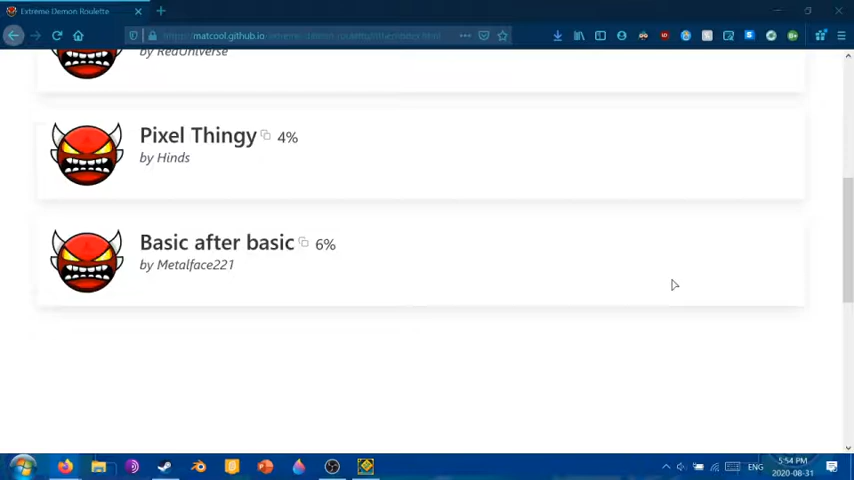 Extreme Demon Roulette
https://matcool.github.io
by RedUniverse
Pixel Thingy 4%
by Hinds
Basic after basic 6%
by Metalface221
ENG
5:54 PM
2020-08-31